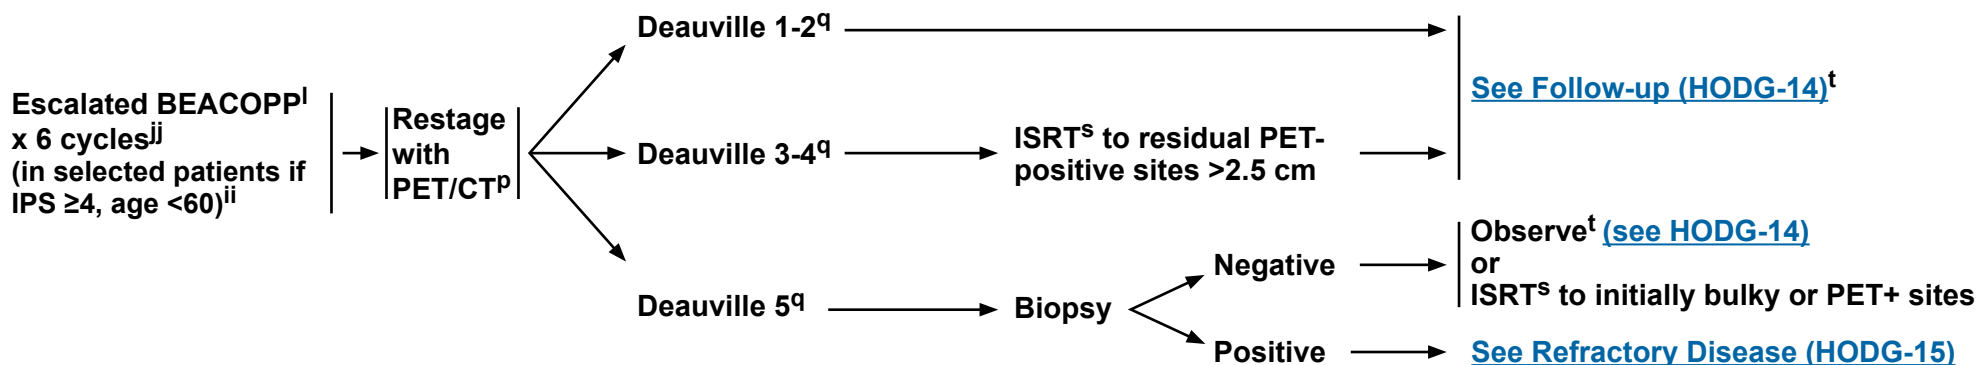 Escalated BEACOPPl
x 6 cyclesjj
(in selected patients if
IPS ≥4, age <60)ii
Restage
with
PET/CTp
Deauville 1-2q
See Follow-up (HODG-14)t
Deauville 3-4q
ISRTs to residual PET-
positive sites >2.5 cm
Deauville 5q
Biopsy
Negative
Observet (see HODG-14)
or
ISRTs to initially bulky or PET+ sites
Positive
See Refractory Disease (HODG-15)